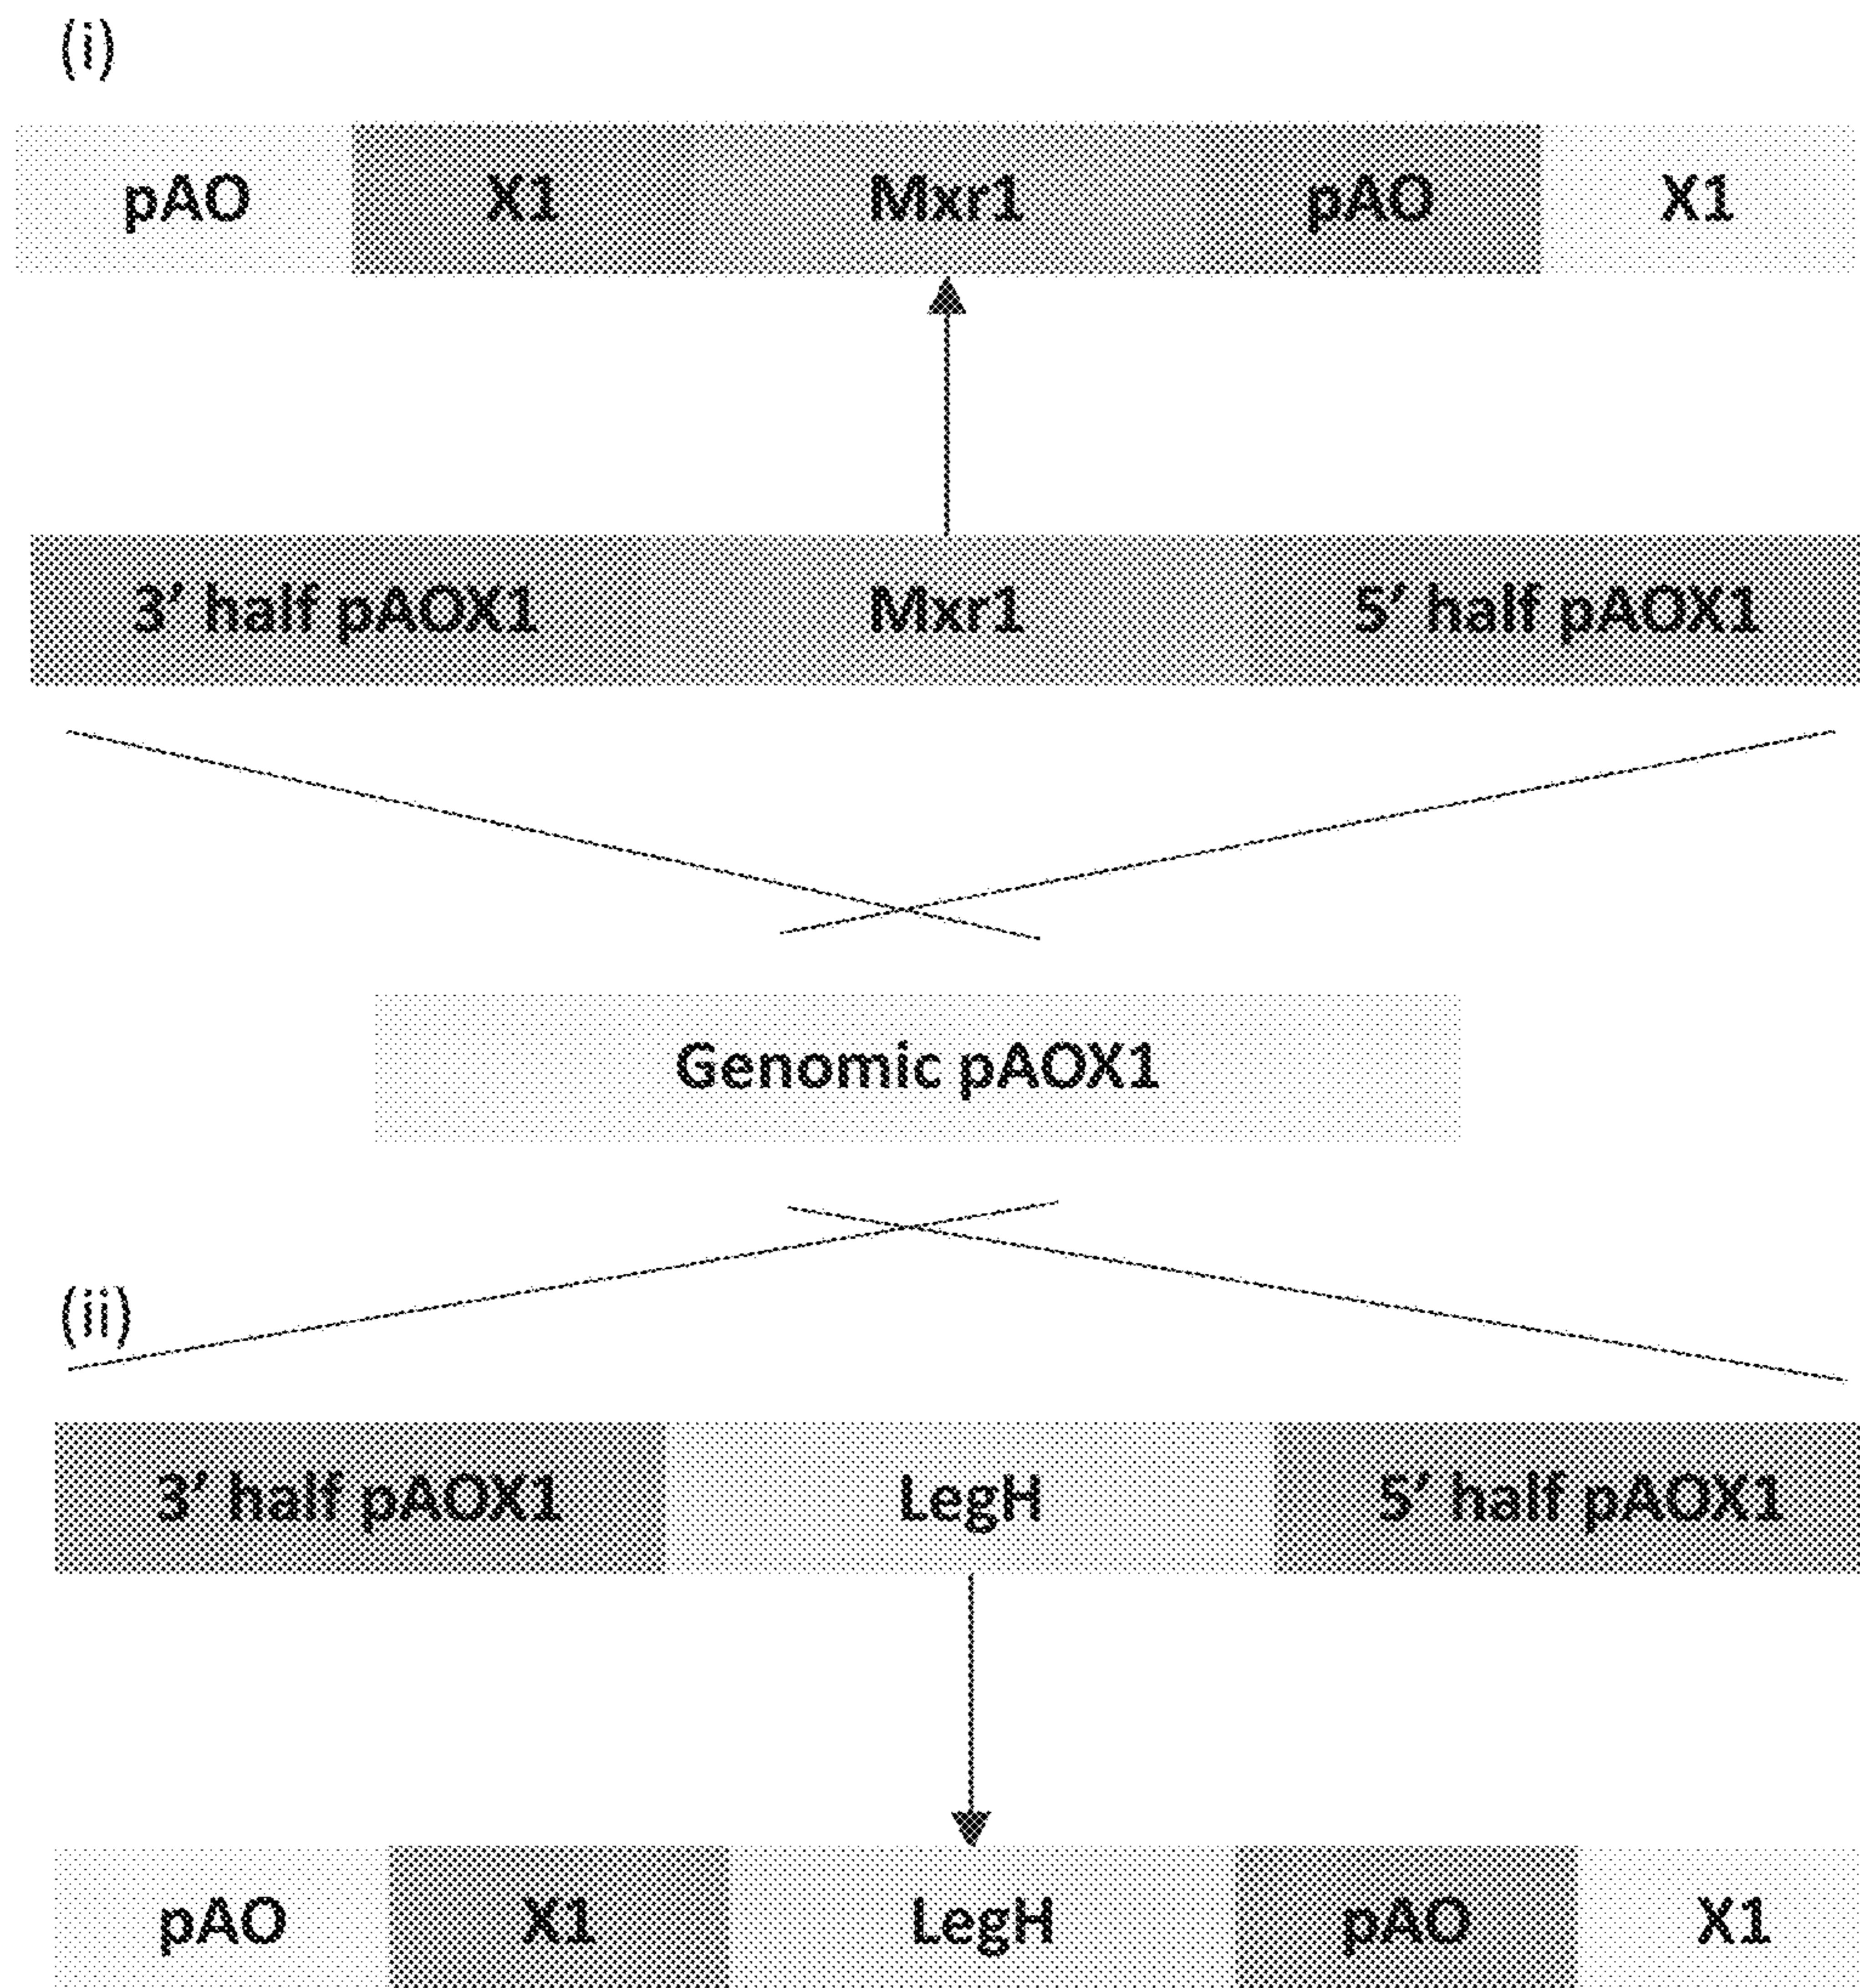 (i)
pAO X1 Mxr1 pAO X1
3' half pAOX1 Mxr1 5' half pAOX1
Genomic pAOX1
(ii)
3' half pAOX1 LegH 5' half pAOX1
pAO X1 LegH pAO X1